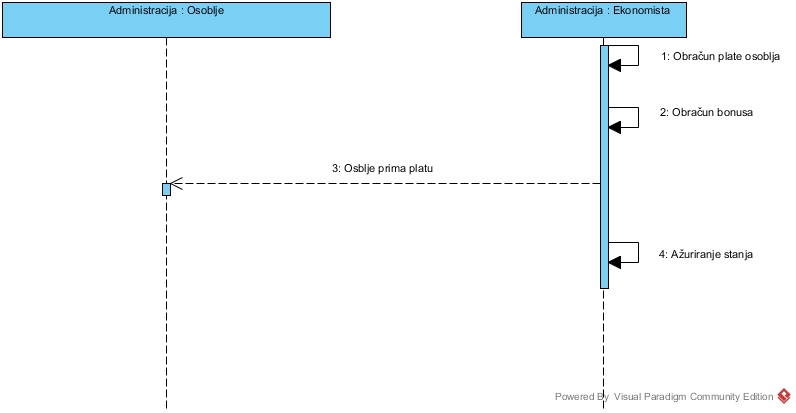 Administracija : Osoblje
Administracija : Ekonomista
1: Obračun plate osoblja
2: Obračun bonusa
3: Osblje prima platu
4: Ažuriranje stanja
Powered By Visual Paradigm Community Edition